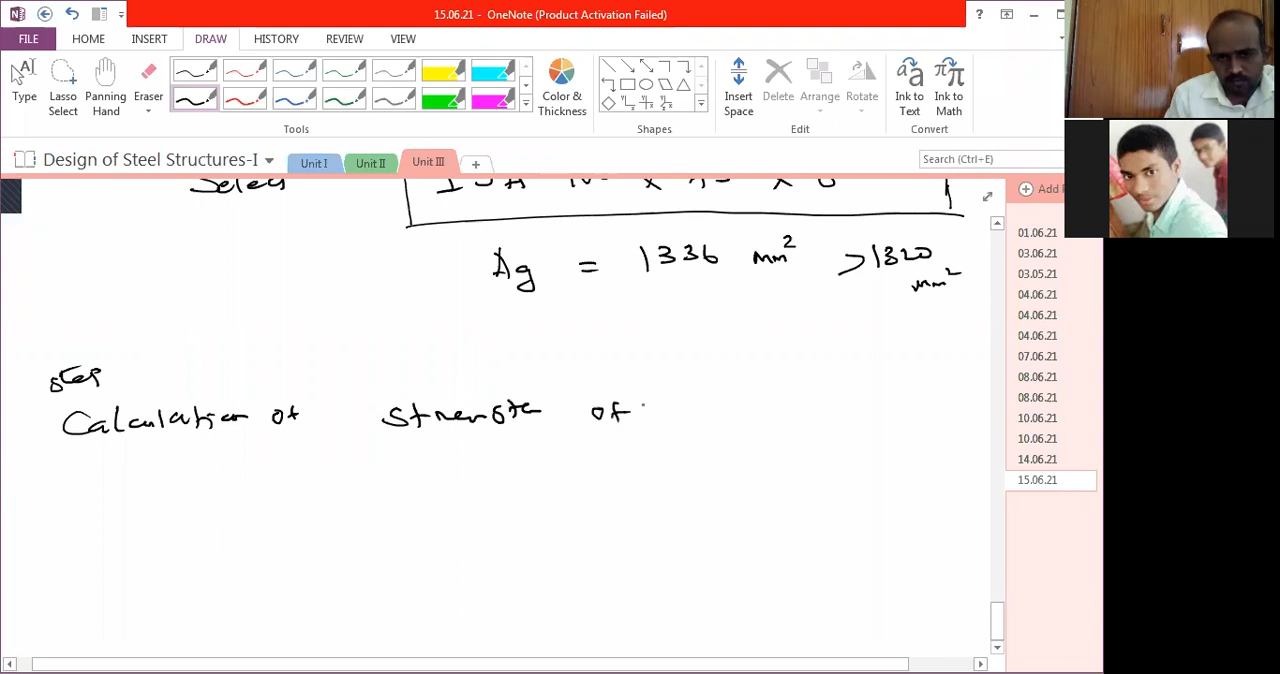 15.06.21 - OneNote (Product Activation Failed)
FILE HOME INSERT DRAW HISTORY REVIEW VIEW
Type
Lasso Select
Panning Hand
Eraser
Color & Thickness
Insert Space
Delete
Arrange
Rotate
Ink to Text
Ink to Math
Tools
Shapes
Edit
Convert
Design of Steel Structures-I
Unit I
Unit II
Unit III
Search (Ctrl+E)
Add
Select
Ag = 1336 mm² >1320
mm²
step
Calculation of Strength of
01.06.21
03.06.21
03.05.21
04.06.21
04.06.21
04.06.21
07.06.21
08.06.21
08.06.21
10.06.21
10.06.21
14.06.21
15.06.21